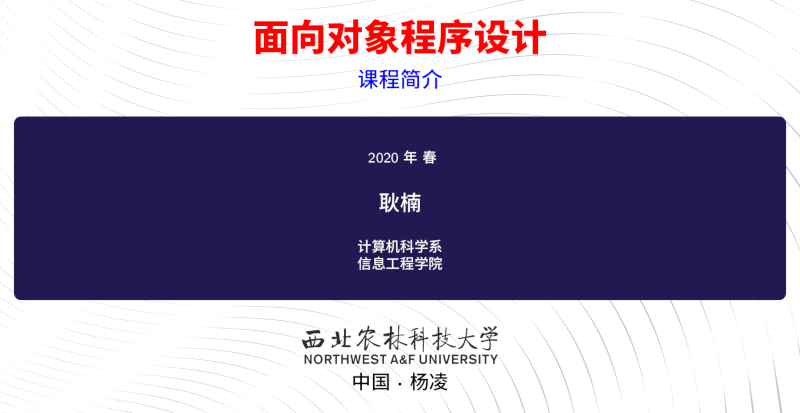 面向对象程序设计
课程简介
2020 年 春
耿楠
计算机科学系
信息工程学院
西北农林科技大学
NORTHWEST A&F UNIVERSITY
中国 · 杨凌